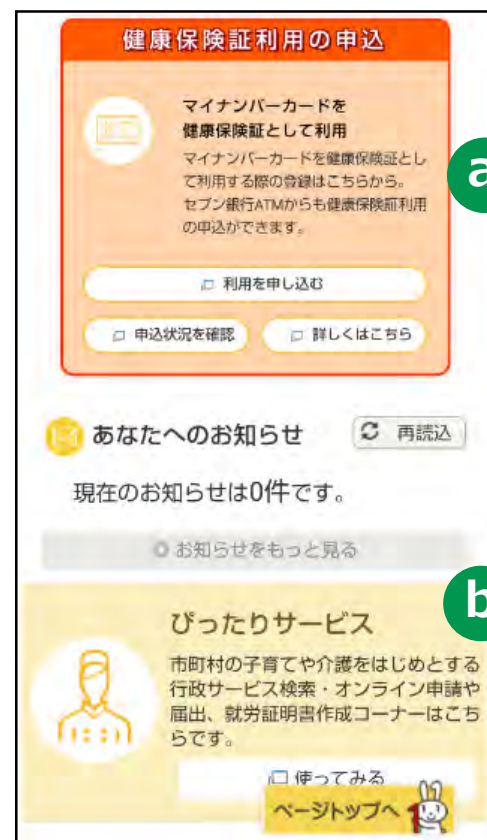 健康保険証利用の申込
マイナンバーカードを
健康保険証として利用
マイナンバーカードを健康保険証とし
て利用する際の登録はこちらから。
セブン銀行ATMからも健康保険証利用
の申込ができます。
a
利用を申し込む
申込状況を確認
詳しくはこちら
あなたへのお知らせ
再読込
現在のお知らせは0件です。
お知らせをもっと見る
b
ぴったりサービス
市町村の子育てや介護をはじめとする
行政サービス検索・オンライン申請や
届出、就労証明書作成コーナーはこち
らです。
使ってみる
ページトップへ